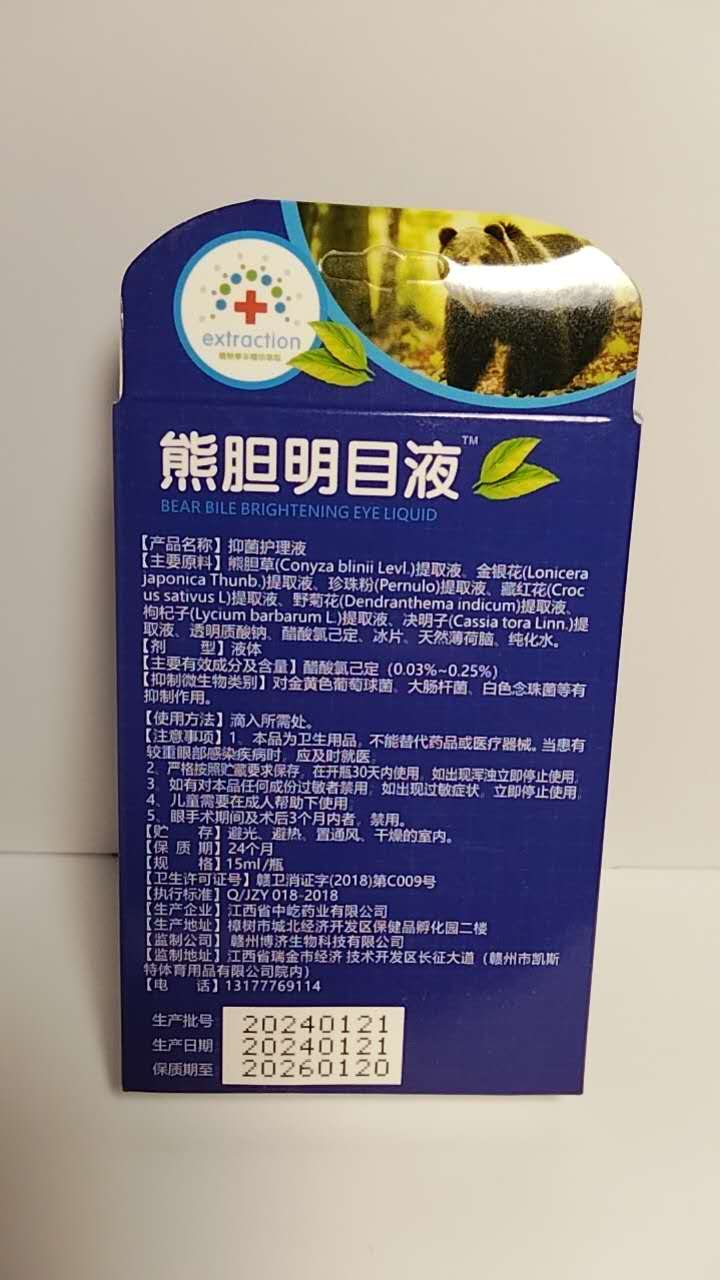 extraction
熊胆明目液™
BEAR BILE BRIGHTENING EYE LIQUID
【产品名称】抑菌护理液
【主要原料】熊胆草(Conyza blinii Levl.)提取液、金银花(Lonicera
japonica Thunb.)提取液、珍珠粉(Pernulo)提取液、藏红花(Croc
us sativus L)提取液、野菊花(Dendranthema indicum)提取液、
枸杞子(Lycium barbarum L.)提取液、决明子(Cassia tora Linn.)提
取液、透明质酸钠、醋酸氯己定、冰片、天然薄荷脑、纯化水。
【剂 型】液体
【主要有效成分及含量】醋酸氯己定（0.03%~0.25%）
【抑制微生物类别】对金黄色葡萄球菌、大肠杆菌、白色念珠菌等有
抑制作用。
【使用方法】滴入所需处。
【注意事项】1、本品为卫生用品，不能替代药品或医疗器械。当患有
较重眼部感染疾病时，应及时就医。
2、严格按照贮藏要求保存，在开瓶30天内使用，如出现浑浊立即停止使用。
3、如有对本品任何成份过敏者禁用，如出现过敏症状，立即停止使用。
4、儿童需要在成人帮助下使用。
5、眼手术期间及术后3个月内者，禁用。
【贮 存】避光、避热、置通风、干燥的室内。
【保 质 期】24个月
【规 格】15ml/瓶
【卫生许可证号】赣卫消证字(2018)第C009号
【执行标准】Q/JZY 018-2018
【生产企业】江西省中屹药业有限公司
【生产地址】樟树市城北经济开发区保健品孵化园二楼
【监制公司】赣州博济生物科技有限公司
【监制地址】江西省瑞金市经济 技术开发区长征大道（赣州市凯斯
特体育用品有限公司院内）
【电 话】13177769114
生产批号 20240121
生产日期 20240121
保质期至 20260120